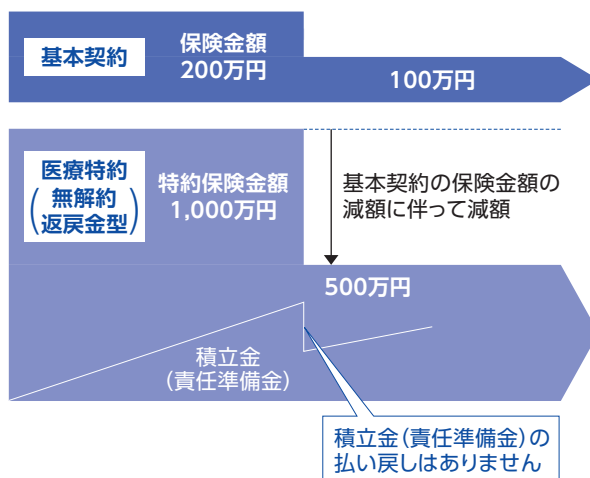 基本契約
保険金額
200万円
100万円
医療特約
(無解約
返戻金型)
特約保険金額
1,000万円
基本契約の保険金額の
減額に伴って減額
500万円
積立金
(責任準備金)
積立金(責任準備金)の
払い戻しはありません